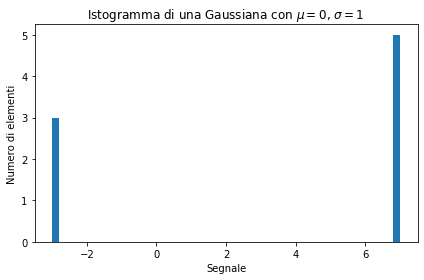 Istogramma di una Gaussiana con μ = 0, σ = 1
Numero di elementi
5
4
3
2
1
0
−2 0 2 4 6
Segnale